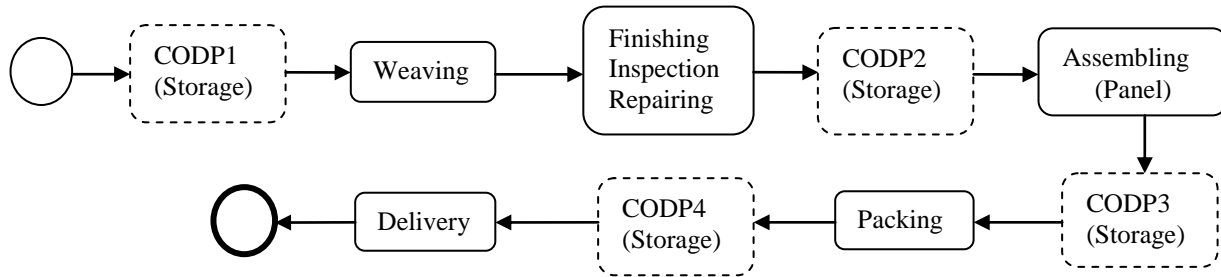 CODP1
(Storage)
Weaving
Finishing
Inspection
Repairing
CODP2
(Storage)
Assembling
(Panel)
CODP3
(Storage)
Packing
CODP4
(Storage)
Delivery